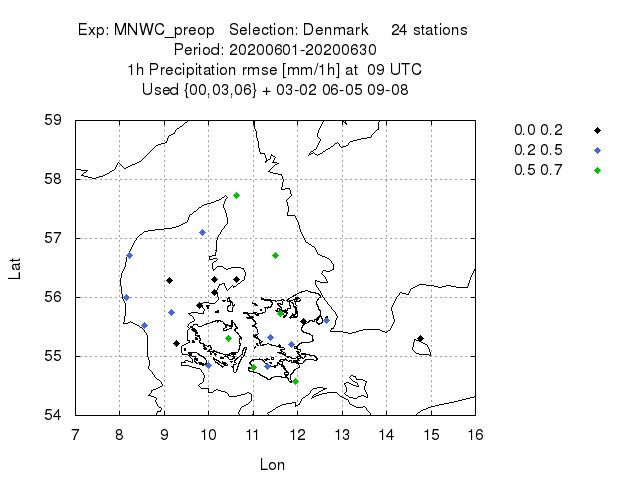 Exp: MNWC_preop Selection: Denmark 24 stations
Period: 20200601-20200630
1h Precipitation rmse [mm/1h] at 09 UTC
Used {00,03,06} + 03-02 06-05 09-08
0.0 0.2
0.2 0.5
0.5 0.7
59
58
57
56
55
54
Lat
7 8 9 10 11 12 13 14 15 16
Lon